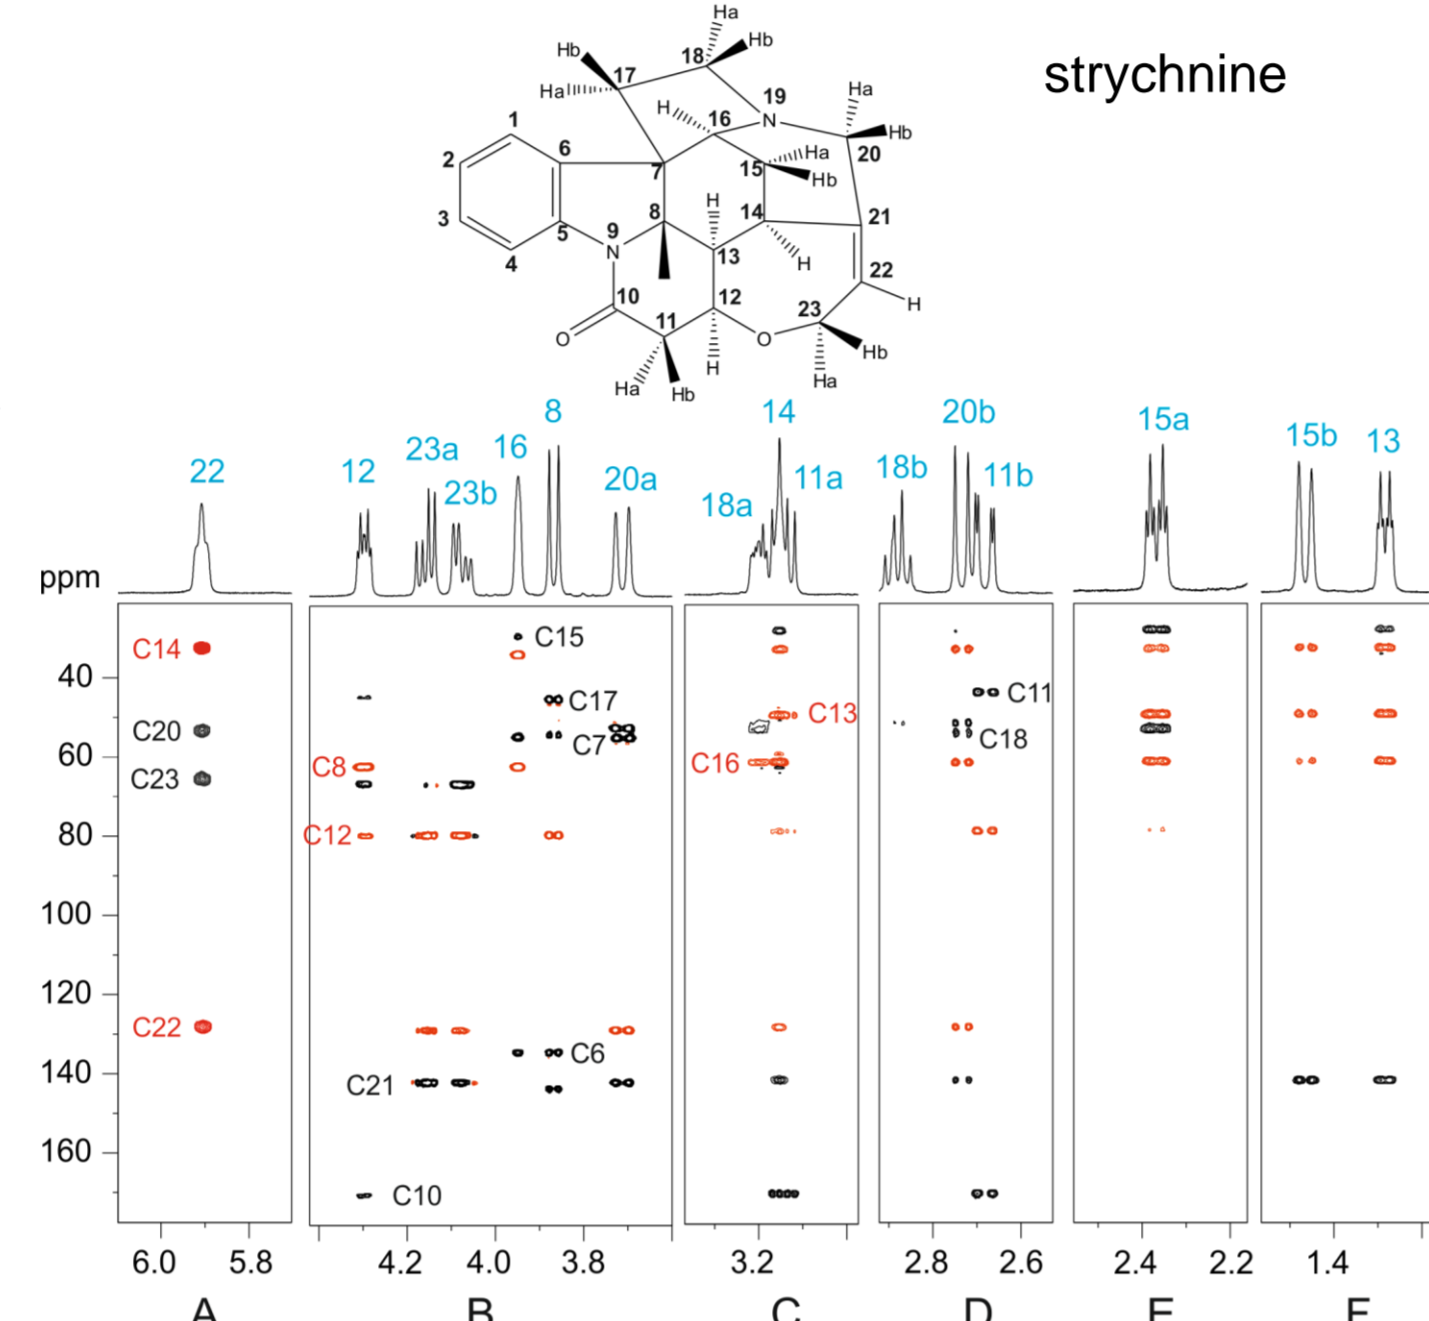 strychnine
Ha
Hb
Hb
18
17
Ha
19
N
Ha
Hb
20
H
16
1
6
2
7
15
Ha
Hb
3
8
H
14
21
5
9
N
13
H
4
22
H
10
12
11
23
O
O
Hb
H
Ha
Ha
Hb
22
12
23a
23b
16
8
20a
14
18a
11a
20b
18b
11b
15a
15b
13
ppm
40
60
80
100
120
140
160
C14
C20
C23
C22
C15
C17
C7
C8
C12
C6
C21
C10
C13
C16
C11
C18
6.0 5.8 4.2 4.0 3.8 3.2 2.8 2.6 2.4 2.2 1.4
A B C D E F